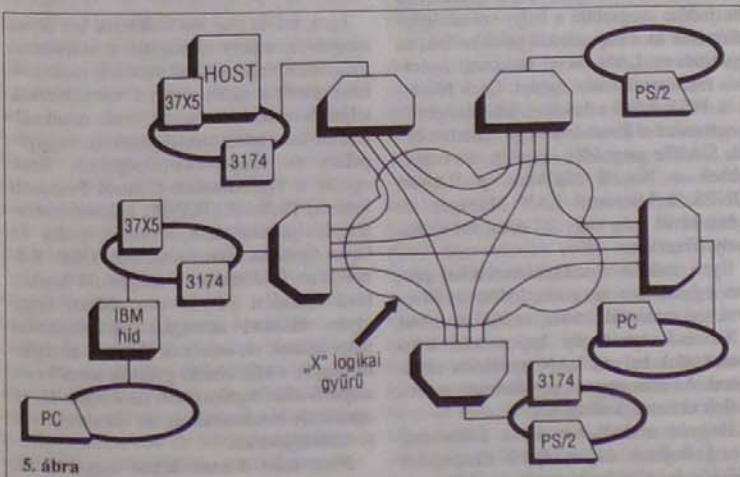 HOST
37X5
3174
PS/2
37X5
3174
IBM
híd
PC
„X” logikai
gyűrű
PC
3174
PS/2
5. ábra